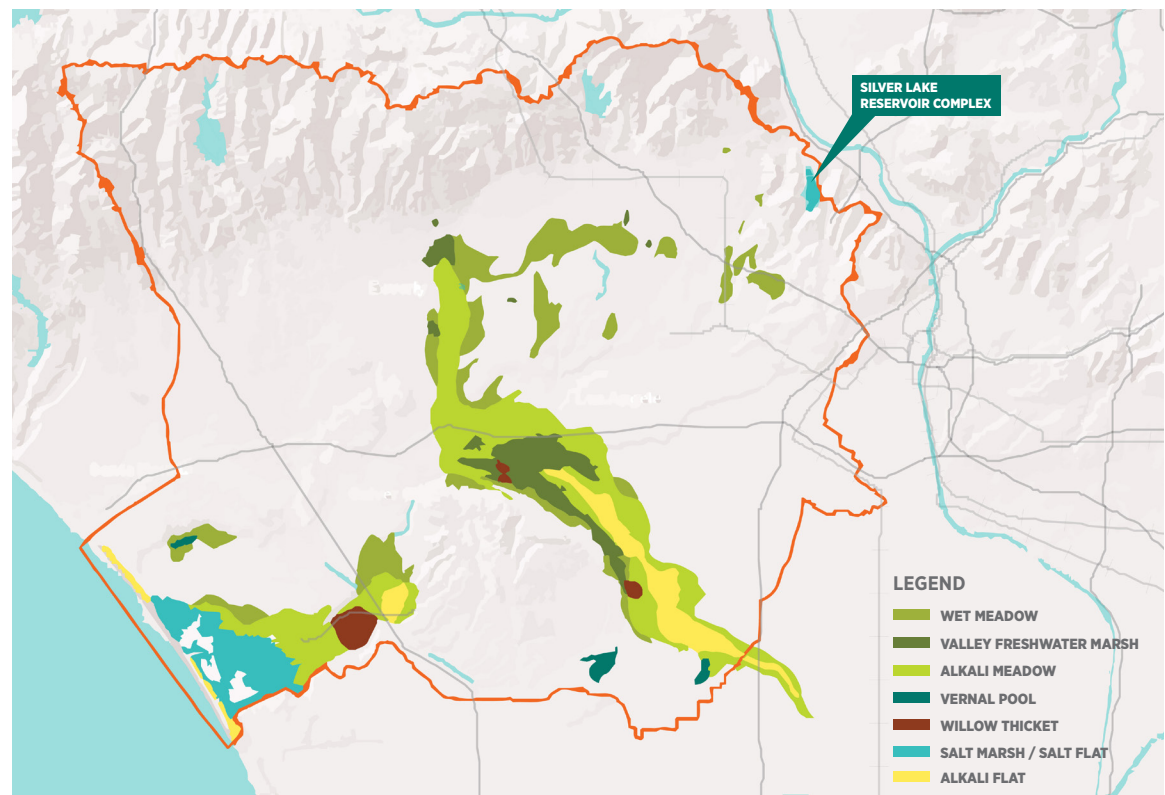 SILVER LAKE
RESERVOIR COMPLEX
LEGEND
WET MEADOW
VALLEY FRESHWATER MARSH
ALKALI MEADOW
VERNAL POOL
WILLOW THICKET
SALT MARSH / SALT FLAT
ALKALI FLAT